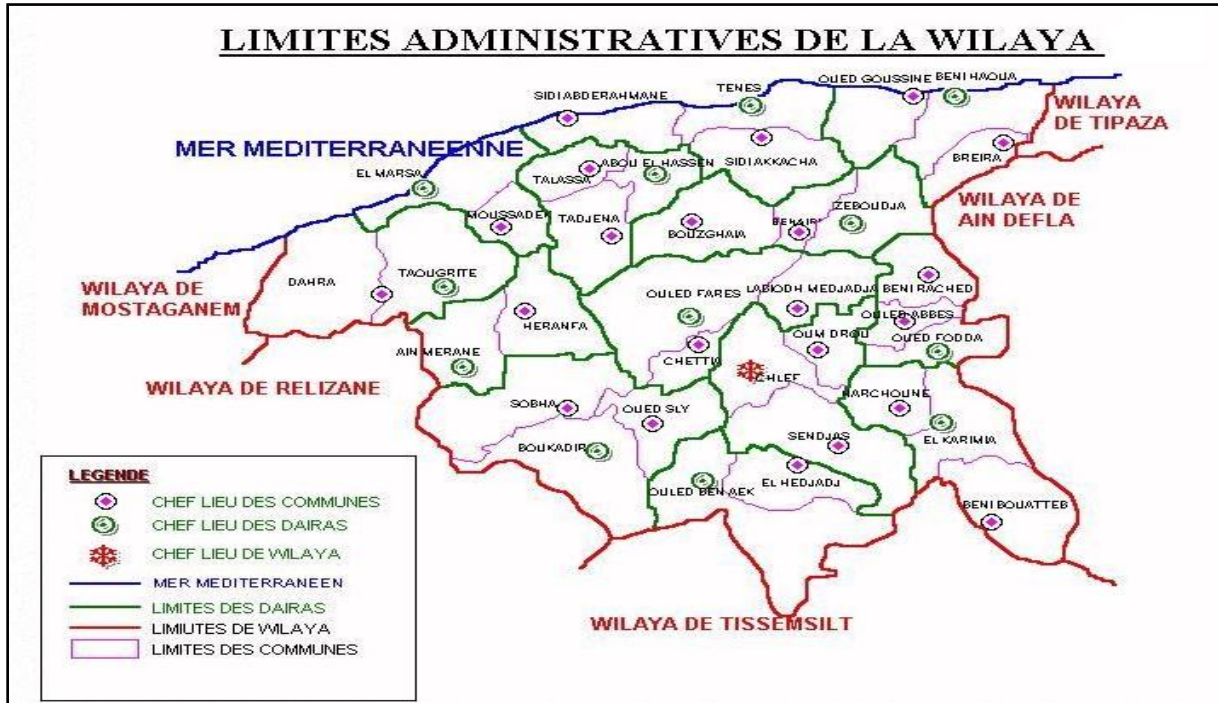 LIMITES ADMINISTRATIVES DE LA WILAYA
OUED GOUSSINE
BENI HAOUA
TENES
SIDI ABDERAHMANE
WILAYA
DE TIPAZA
MER MEDITERRANEENNE
ABOU EL HASSEN
SIDI AKKACHA
BREIRA
EL MARSA
TALASSA
WILAYA DE
AIN DEFLA
ZEBOUDJA
MOUSSADEK
TADJENA
BOUZGHAIA
DAHRA
TAOUGRITE
WILAYA DE
MOSTAGANEM
OULED FARES
LABIODH MEDJADJA
BENI RACHED
OULED ABBES
HERANFA
OUM DROU
OUED FODDA
AIN MERANE
CHETTIA
CHLEF
WILAYA DE RELIZANE
HARCHOUNE
SOBHA
OUED SLY
SENDJAS
EL KARIMIA
BOUKADIR
EL HEDJADJ
OULED BEN AEK
BENI BOUATTEB
WILAYA DE TISSEMSILT
LEGENDE
CHEF LIEU DES COMMUNES
CHEF LIEU DES DAIRAS
CHEF LIEU DE WILAYA
MER MEDITERRANEEN
LIMITES DES DAIRAS
LIMIUTES DE WILAYA
LIMITES DES COMMUNES